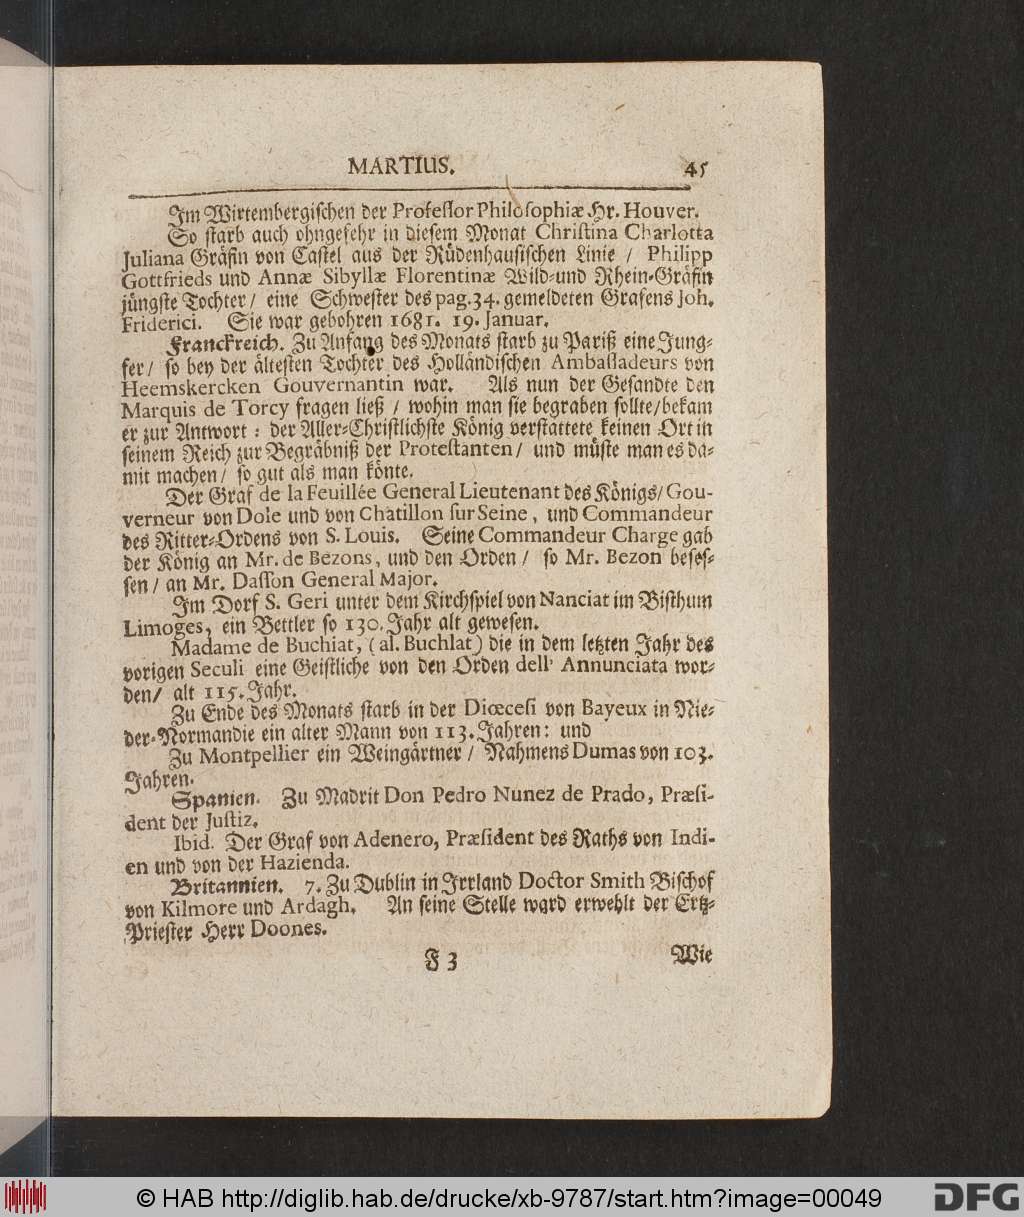 MARTIUS. 45
Im Wirtembergischen der Professor Philosophiæ Hr. Houver.
So starb auch ohngefehr in diesem Monat Christina Charlotta
Juliana Gräfin von Castel aus der Rüdenhausischen Linie / Philipp
Gottfrieds und Annæ Sibyllæ Florentinæ Wild-und Rhein-Gräfin
jüngste Tochter / eine Schwester des pag. 34. gemeldeten Grafens Joh.
Friderici. Sie war gebohren 1681. 19. Januar.
Franckreich. Zu Anfang des Monats starb zu Pariß eine Jung-
fer / so bey der ältesten Tochter des Holländischen Ambassadeurs von
Heemskercken Gouvernantin war. Als nun der Gesandte den
Marquis de Torcy fragen ließ / wohin man sie begraben sollte / bekam
er zur Antwort: der Aller-Christlichste König verstattete keinen Ort in
seinem Reich zur Begräbniß der Protestanten / und müste man es da-
mit machen / so gut als man könte.
Der Graf de la Feuillée General Lieutenant des Königs / Gou-
verneur von Dole und von Chatillon sur Seine, und Commandeur
des Ritter-Ordens von S. Louis. Seine Commandeur Charge gab
der König an Mr. de Bezons, und den Orden / so Mr. Bezon beses-
sen / an Mr. Dasson General Major.
Im Dorf S. Geri unter dem Kirchspiel von Nanciat im Bisthum
Limoges, ein Bettler so 130. Jahr alt gewesen.
Madame de Buchiat, (al. Buchlat) die in dem letzten Jahr des
vorigen Seculi eine Geistliche von den Orden dell' Annunciata wor-
den / alt 115. Jahr.
Zu Ende des Monats starb in der Diœcesi von Bayeux in Nie-
der-Normandie ein alter Mann von 113. Jahren: und
Zu Montpellier ein Weingärtner / Nahmens Dumas von 103.
Jahren.
Spanien. Zu Madrit Don Pedro Nunez de Prado, Præsi-
dent der Justiz.
Ibid. Der Graf von Adenero, Præsident des Raths von Indi-
en und von der Hazienda.
Britannien. 7. Zu Dublin in Irrland Doctor Smith Bischof
von Kilmore und Ardagh. An seine Stelle ward erwehlt der Ertz-
Priester Herr Doones.
F 3 Wie
© HAB http://diglib.hab.de/drucke/xb-9787/start.htm?image=00049 DFG